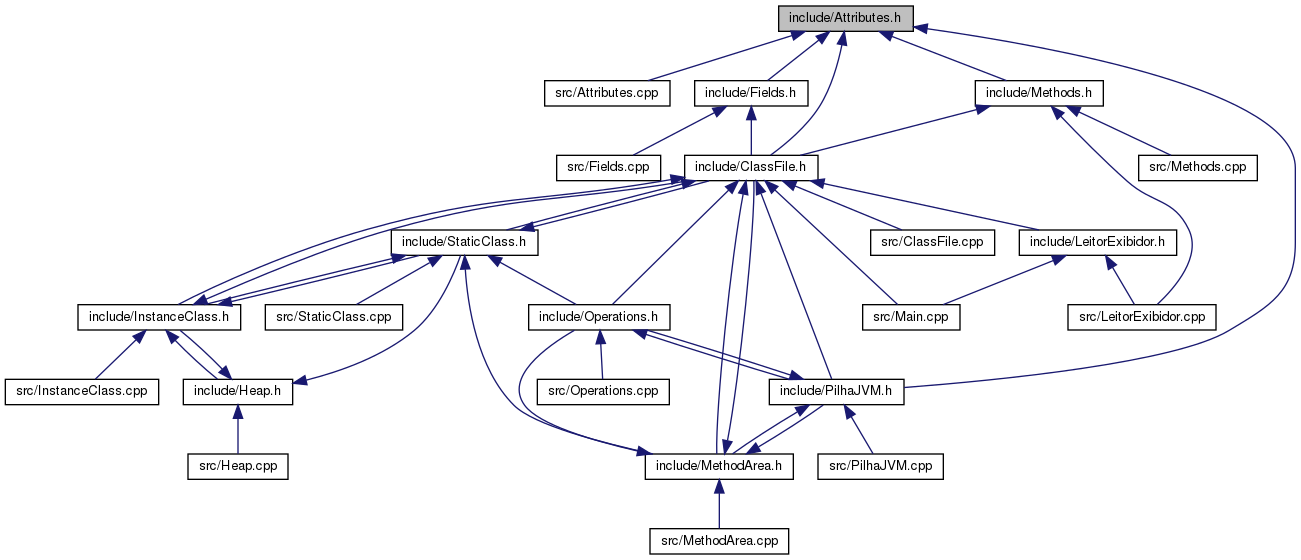 include/Attributes.h
src/Attributes.cpp
include/Fields.h
include/Methods.h
src/Fields.cpp
include/ClassFile.h
src/Methods.cpp
include/StaticClass.h
src/ClassFile.cpp
include/LeitorExibidor.h
include/InstanceClass.h
src/StaticClass.cpp
include/Operations.h
src/Main.cpp
src/LeitorExibidor.cpp
src/InstanceClass.cpp
include/Heap.h
src/Operations.cpp
include/PilhaJVM.h
src/Heap.cpp
include/MethodArea.h
src/PilhaJVM.cpp
src/MethodArea.cpp